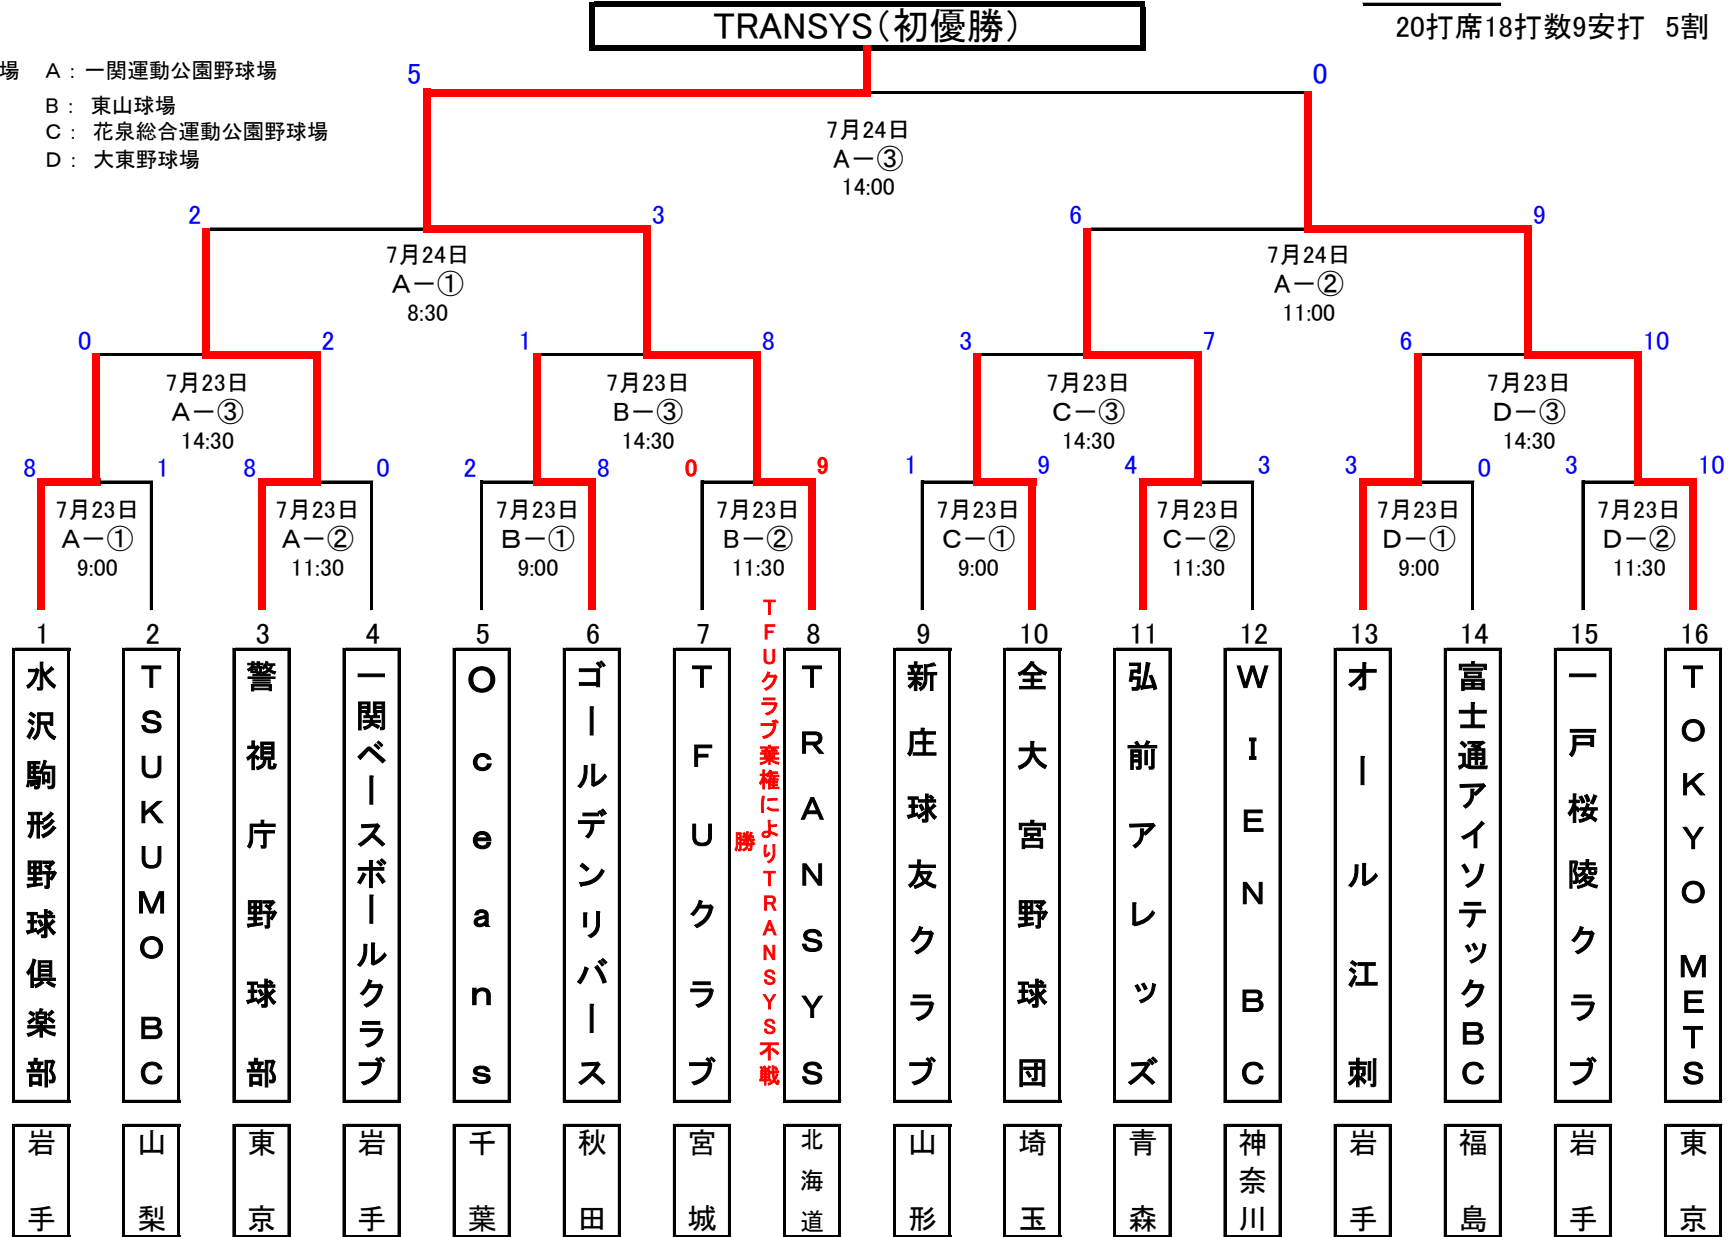 TRANSYS（初優勝）
20打席18打数9安打 5割
場 A：一関運動公園野球場
B： 東山球場
C： 花泉総合運動公園野球場
D： 大東野球場
5 0
7月24日
A－③
14:00
2 3 6 9
7月24日 7月24日
A－① A－②
8:30 11:00
0 2 1 8 3 7 6 10
7月23日 7月23日 7月23日 7月23日
A－③ B－③ C－③ D－③
14:30 14:30 14:30 14:30
8 1 8 0 2 8 0 9 1 9 4 3 3 0 3 10
7月23日 7月23日 7月23日 7月23日 7月23日 7月23日 7月23日 7月23日
A－① A－② B－① B－② C－① C－② D－① D－②
9:00 11:30 9:00 11:30 9:00 11:30 9:00 11:30
1 2 3 4 5 6 7 8 9 10 11 12 13 14 15 16
水沢駒形野球倶楽部
TSUKUMO BC
警視庁野球部
一関ベースボールクラブ
Oceans
ゴールデンリバース
TFUクラブ
TFUクラブ棄権によりTRANSYS不戦
勝
TRANSYS
新庄球友クラブ
全大宮野球団
弘前アレッズ
WIEN BC
オール江刺
富士通アイソテックBC
一戸桜陵クラブ
TOKYO METS
岩手
山梨
東京
岩手
千葉
秋田
宮城
北海道
山形
埼玉
青森
神奈川
岩手
福島
岩手
東京